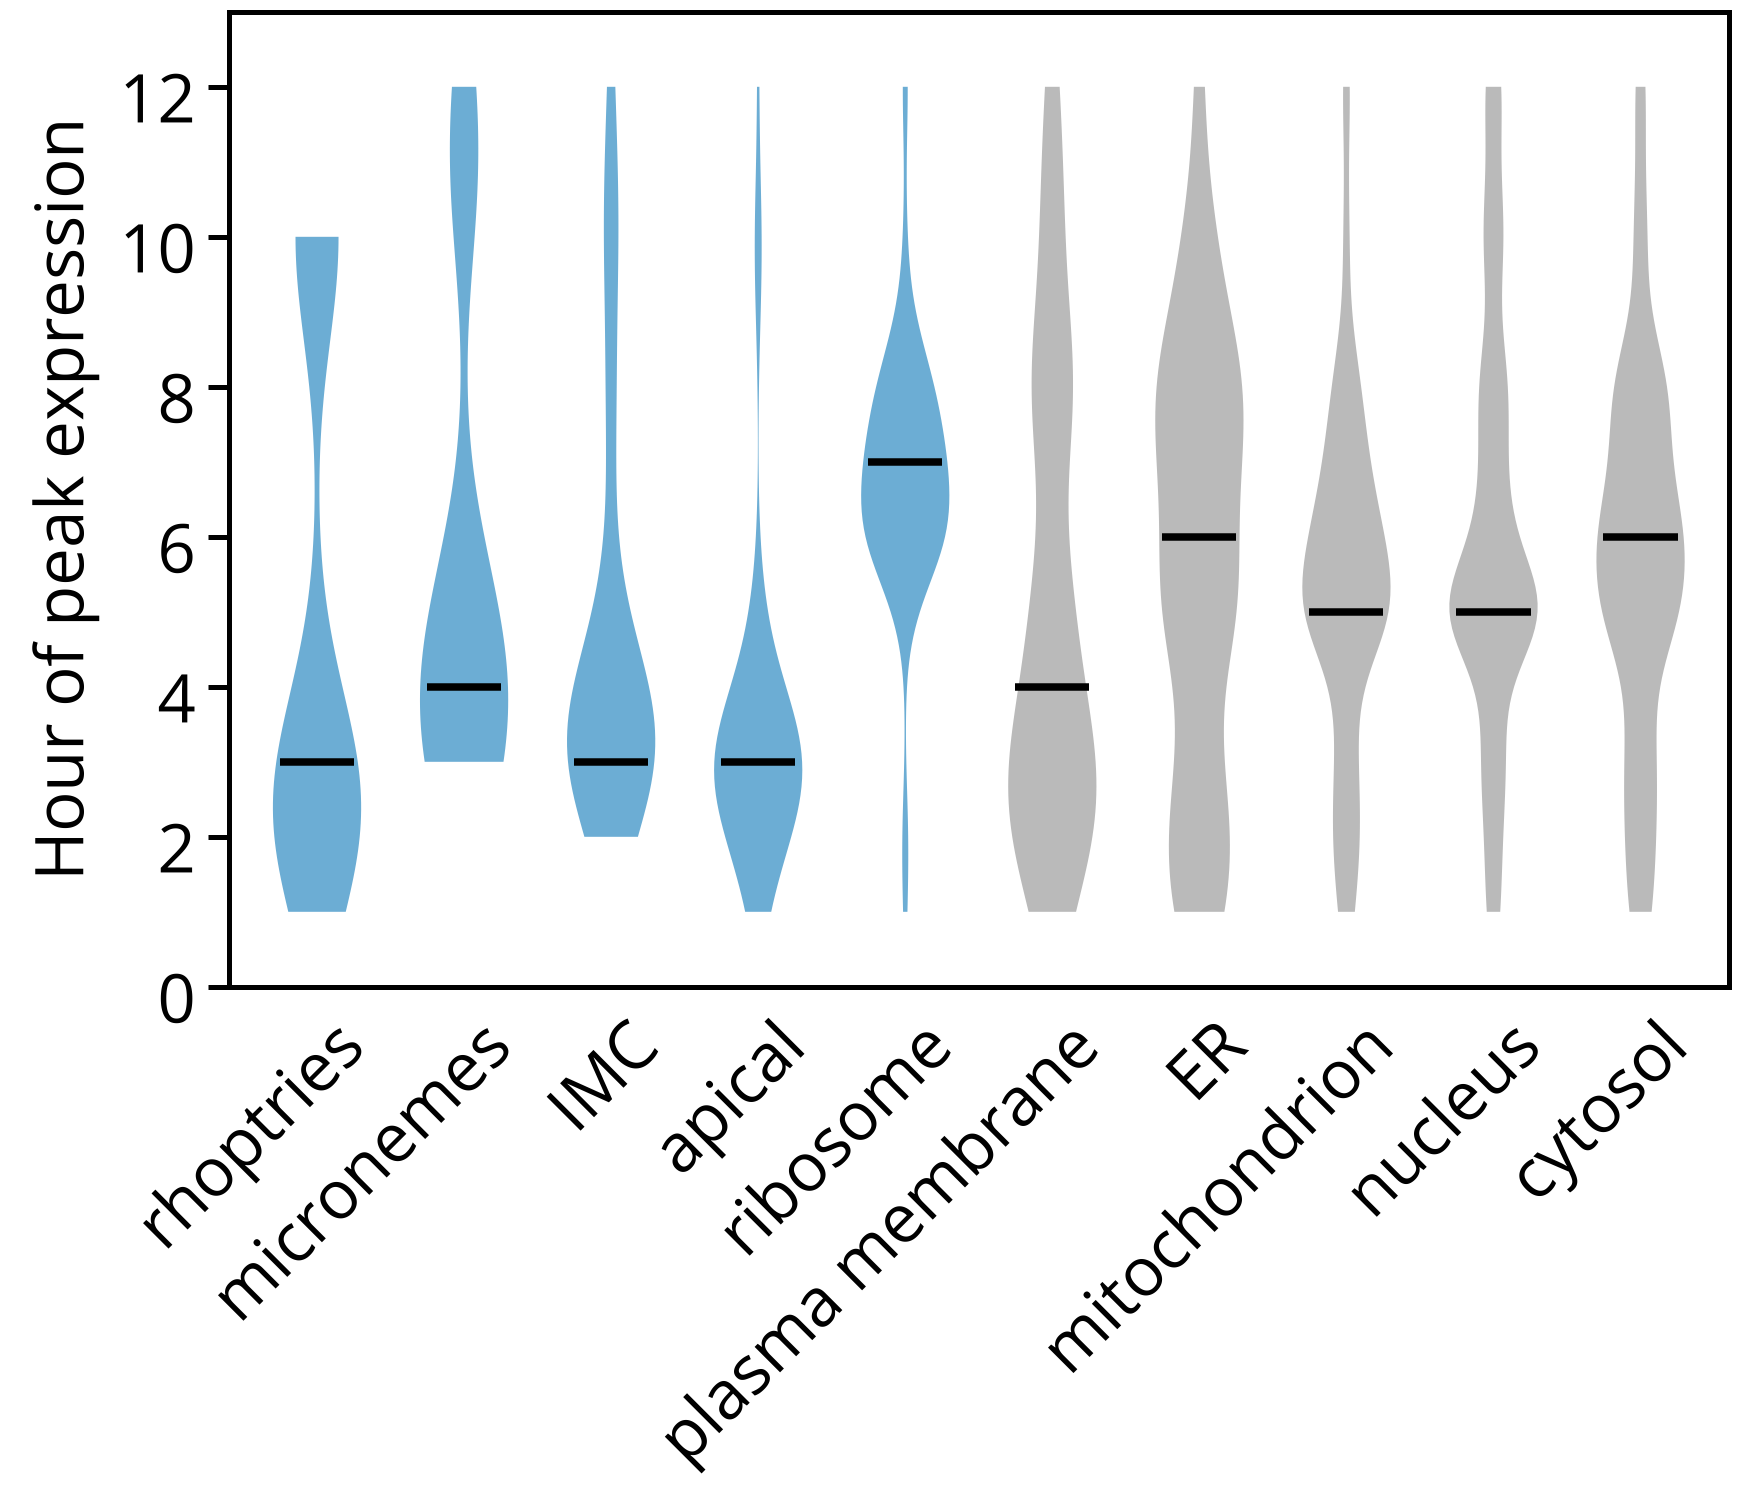 Hour of peak expression
12
10
8
6
4
2
0
rhoptries
micronemes
IMC
apical
ribosome
plasma membrane
ER
mitochondrion
nucleus
cytosol